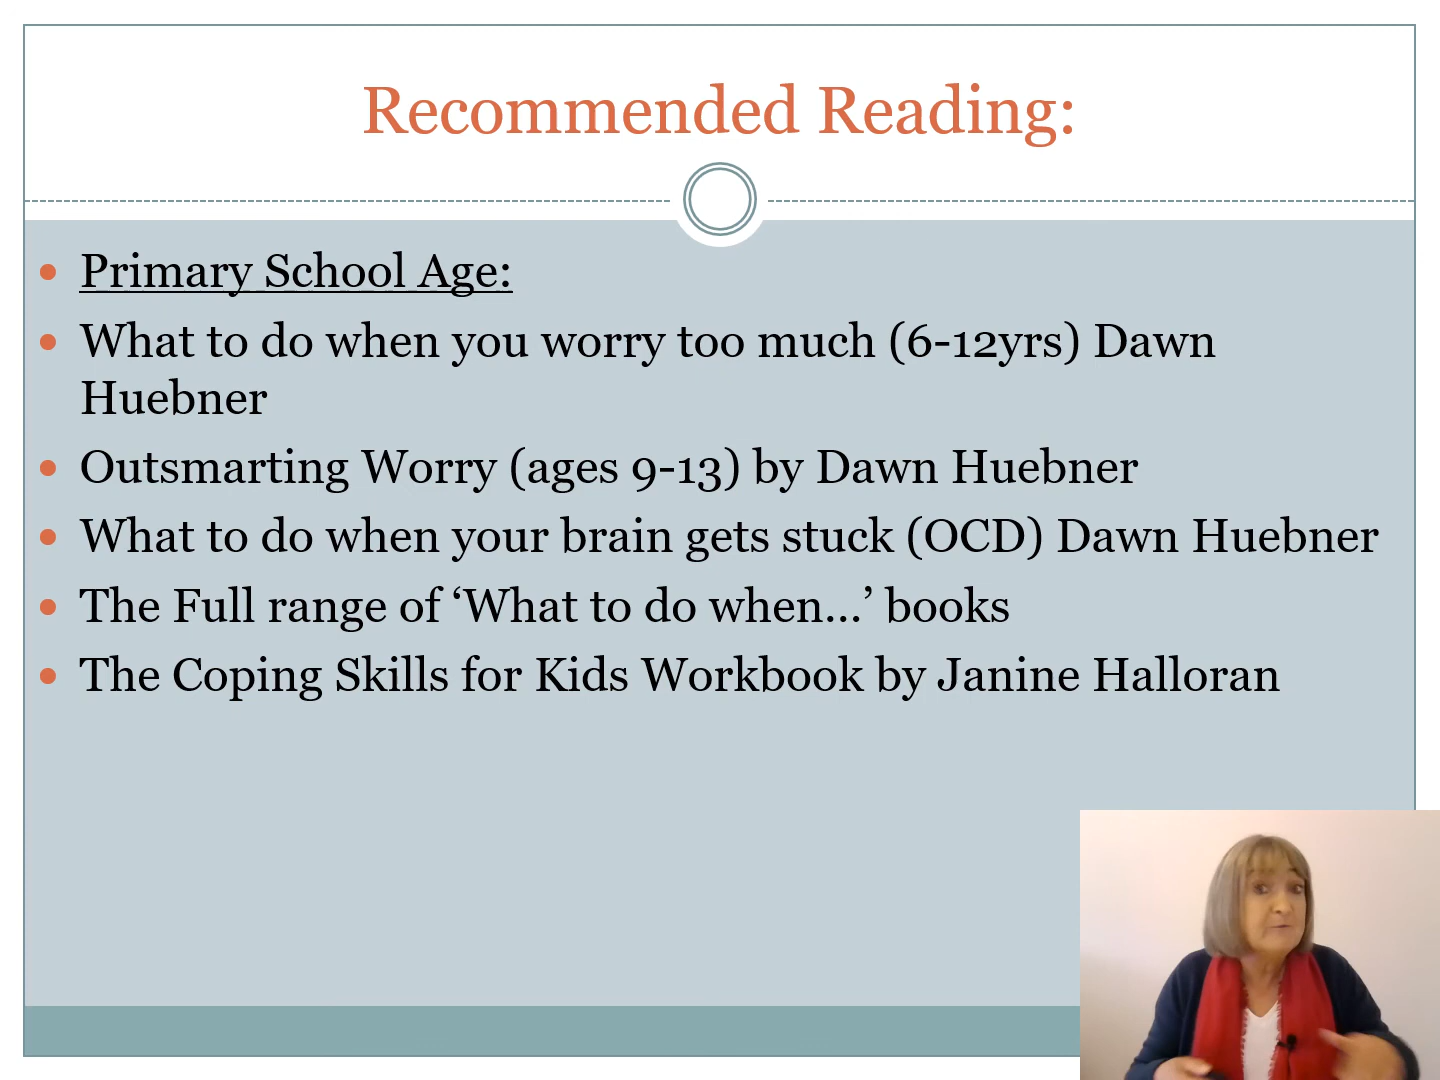 Recommended Reading:
Primary School Age:
What to do when you worry too much (6-12yrs) Dawn
Huebner
Outsmarting Worry (ages 9-13) by Dawn Huebner
What to do when your brain gets stuck (OCD) Dawn Huebner
The Full range of ‘What to do when…’ books
The Coping Skills for Kids Workbook by Janine Halloran